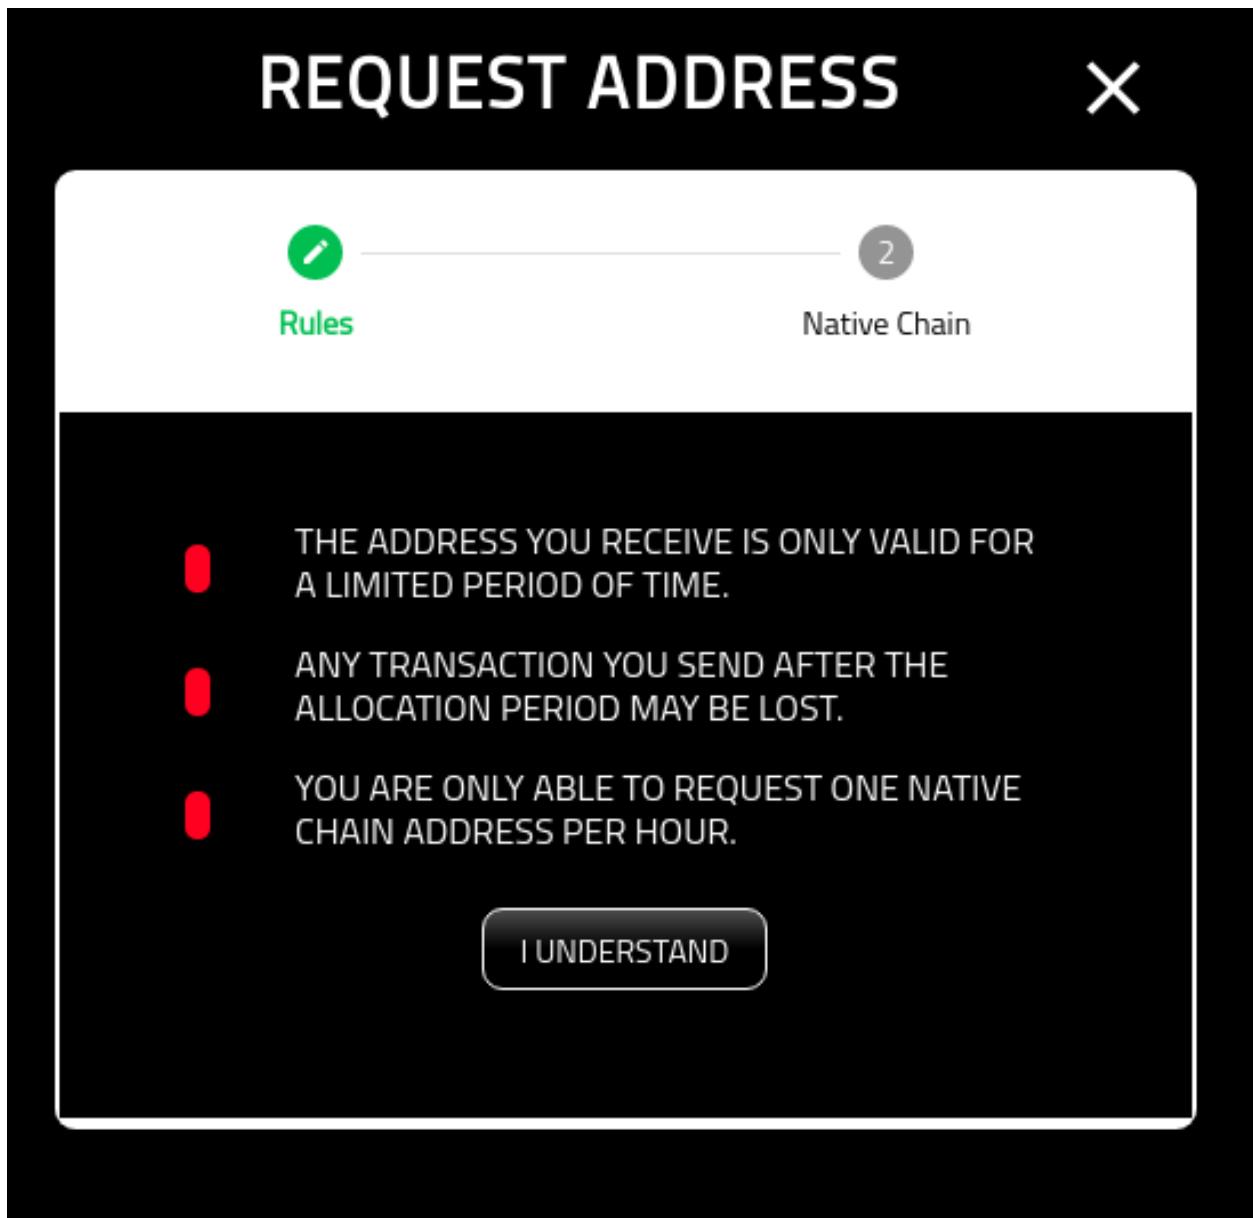 REQUEST ADDRESS
2
Rules
Native Chain
THE ADDRESS YOU RECEIVE IS ONLY VALID FOR
A LIMITED PERIOD OF TIME.
ANY TRANSACTION YOU SEND AFTER THE
ALLOCATION PERIOD MAY BE LOST.
YOU ARE ONLY ABLE TO REQUEST ONE NATIVE
CHAIN ADDRESS PER HOUR.
I UNDERSTAND